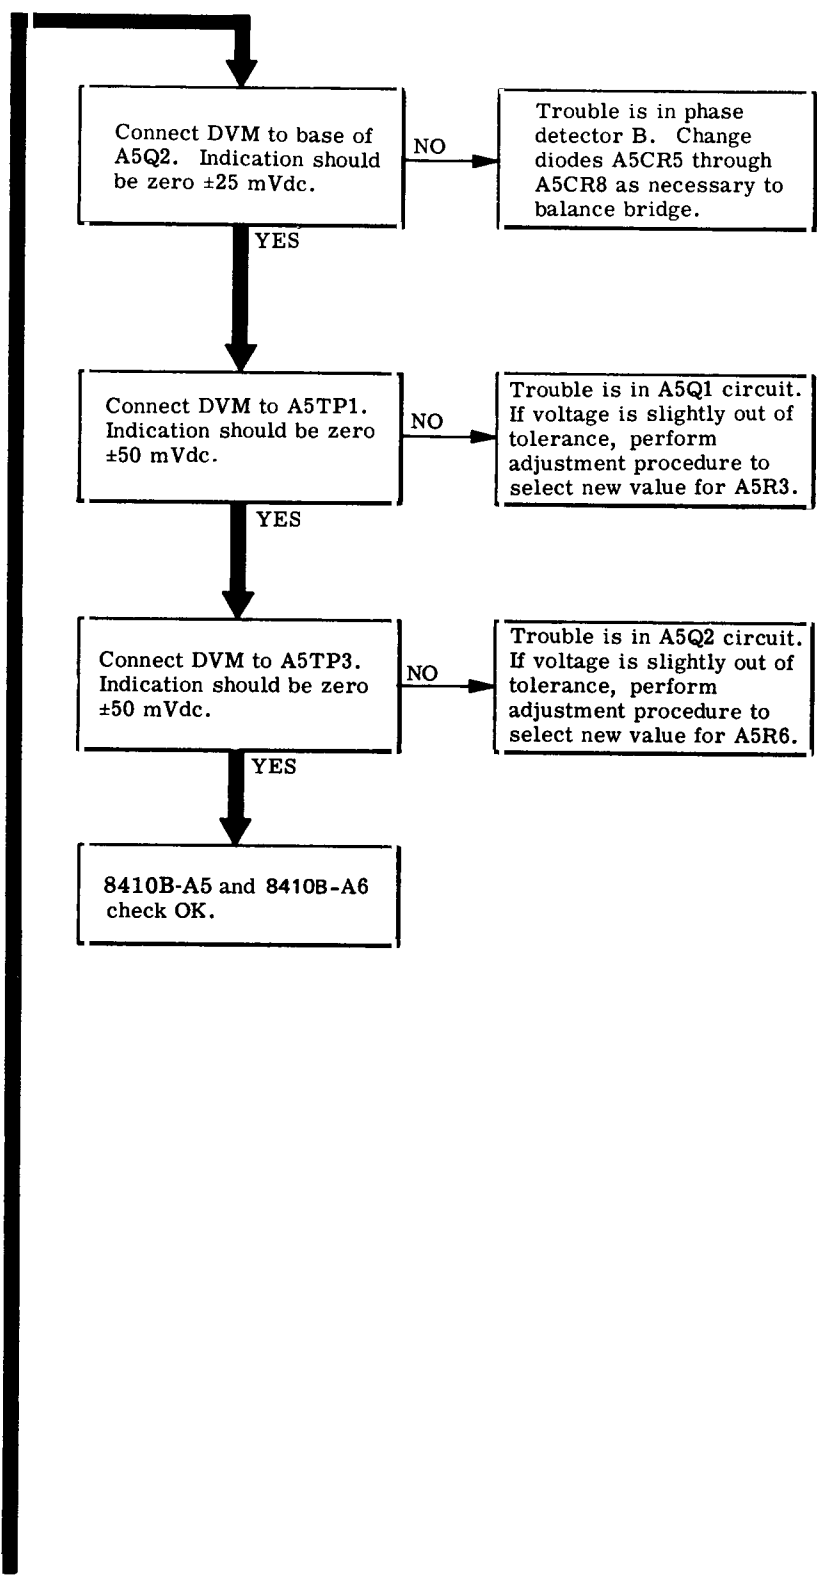 Connect DVM to base of
A5Q2. Indication should
be zero ±25 mVdc.
NO
Trouble is in phase
detector B. Change
diodes A5CR5 through
A5CR8 as necessary to
balance bridge.
YES
Connect DVM to A5TP1.
Indication should be zero
±50 mVdc.
NO
Trouble is in A5Q1 circuit.
If voltage is slightly out of
tolerance, perform
adjustment procedure to
select new value for A5R3.
YES
Connect DVM to A5TP3.
Indication should be zero
±50 mVdc.
NO
Trouble is in A5Q2 circuit.
If voltage is slightly out of
tolerance, perform
adjustment procedure to
select new value for A5R6.
YES
8410B-A5 and 8410B-A6
check OK.